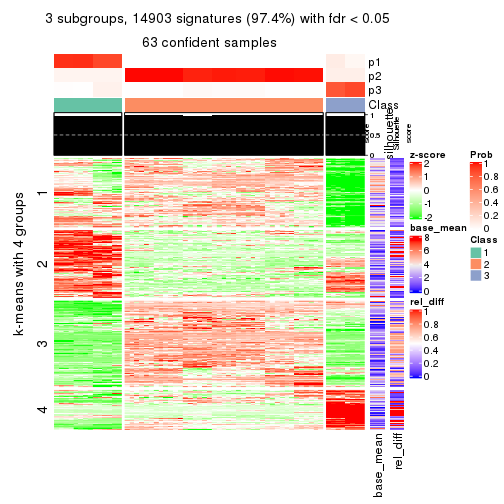 3 subgroups, 14903 signatures (97.4%) with fdr < 0.05
63 confident samples
p1
p2
p3
Class
1
0.5
0
silhouette
score
Silhouette
score
k-means with 4 groups
1
2
3
4
base_mean
rel_diff
z-score
2
1
0
-1
-2
base_mean
8
6
4
2
0
rel_diff
1
0.8
0.6
0.4
0.2
0
Prob
1
0.8
0.6
0.4
0.2
0
Class
1
2
3